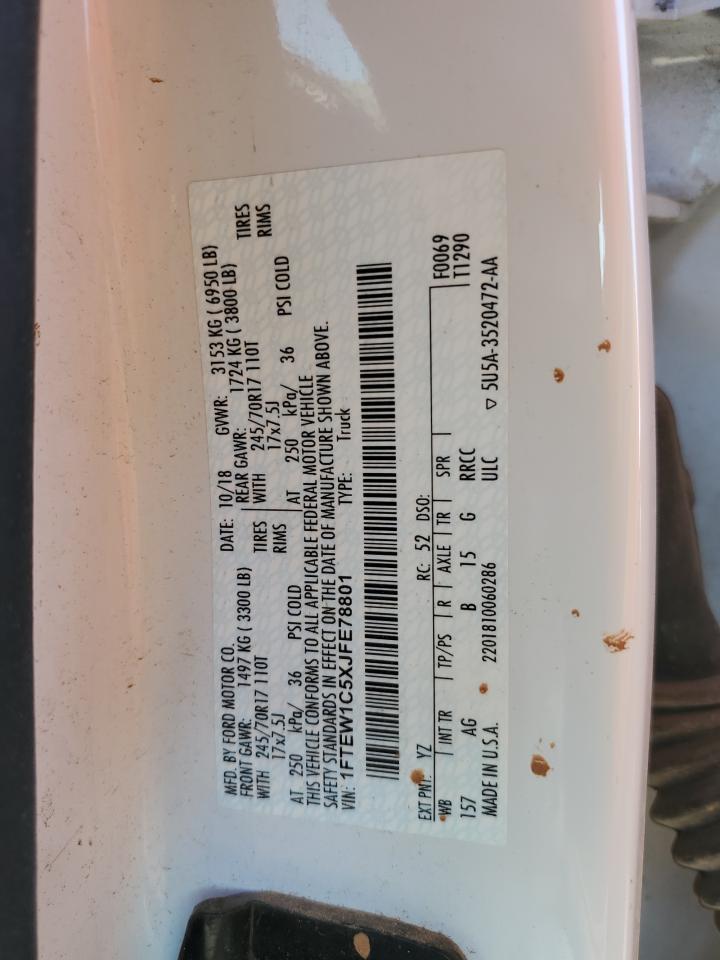 MFD. BY FORD MOTOR CO. DATE: 10/18 GVWR: 3153 KG ( 6950 LB)
FRONT GAWR: 1497 KG ( 3300 LB) REAR GAWR: 1724 KG ( 3800 LB)
WITH 245/70R17 110T TIRES WITH 245/70R17 110T TIRES
17x7.5J RIMS 17x7.5J RIMS
AT 250 kPa/ 36 PSI COLD AT 250 kPa/ 36 PSI COLD
THIS VEHICLE CONFORMS TO ALL APPLICABLE FEDERAL MOTOR VEHICLE
SAFETY STANDARDS IN EFFECT ON THE DATE OF MANUFACTURE SHOWN ABOVE.
VIN: 1FTEW1C5XJFE78801 TYPE: Truck
EXT PNT: YZ RC: 52 DSO: F0069
WB INT TR TP/PS R AXLE TR SPR T1290
157 AG B 15 G RRCC
MADE IN U.S.A. 2201810060286 ULC ▽ 5U5A-3520472-AA